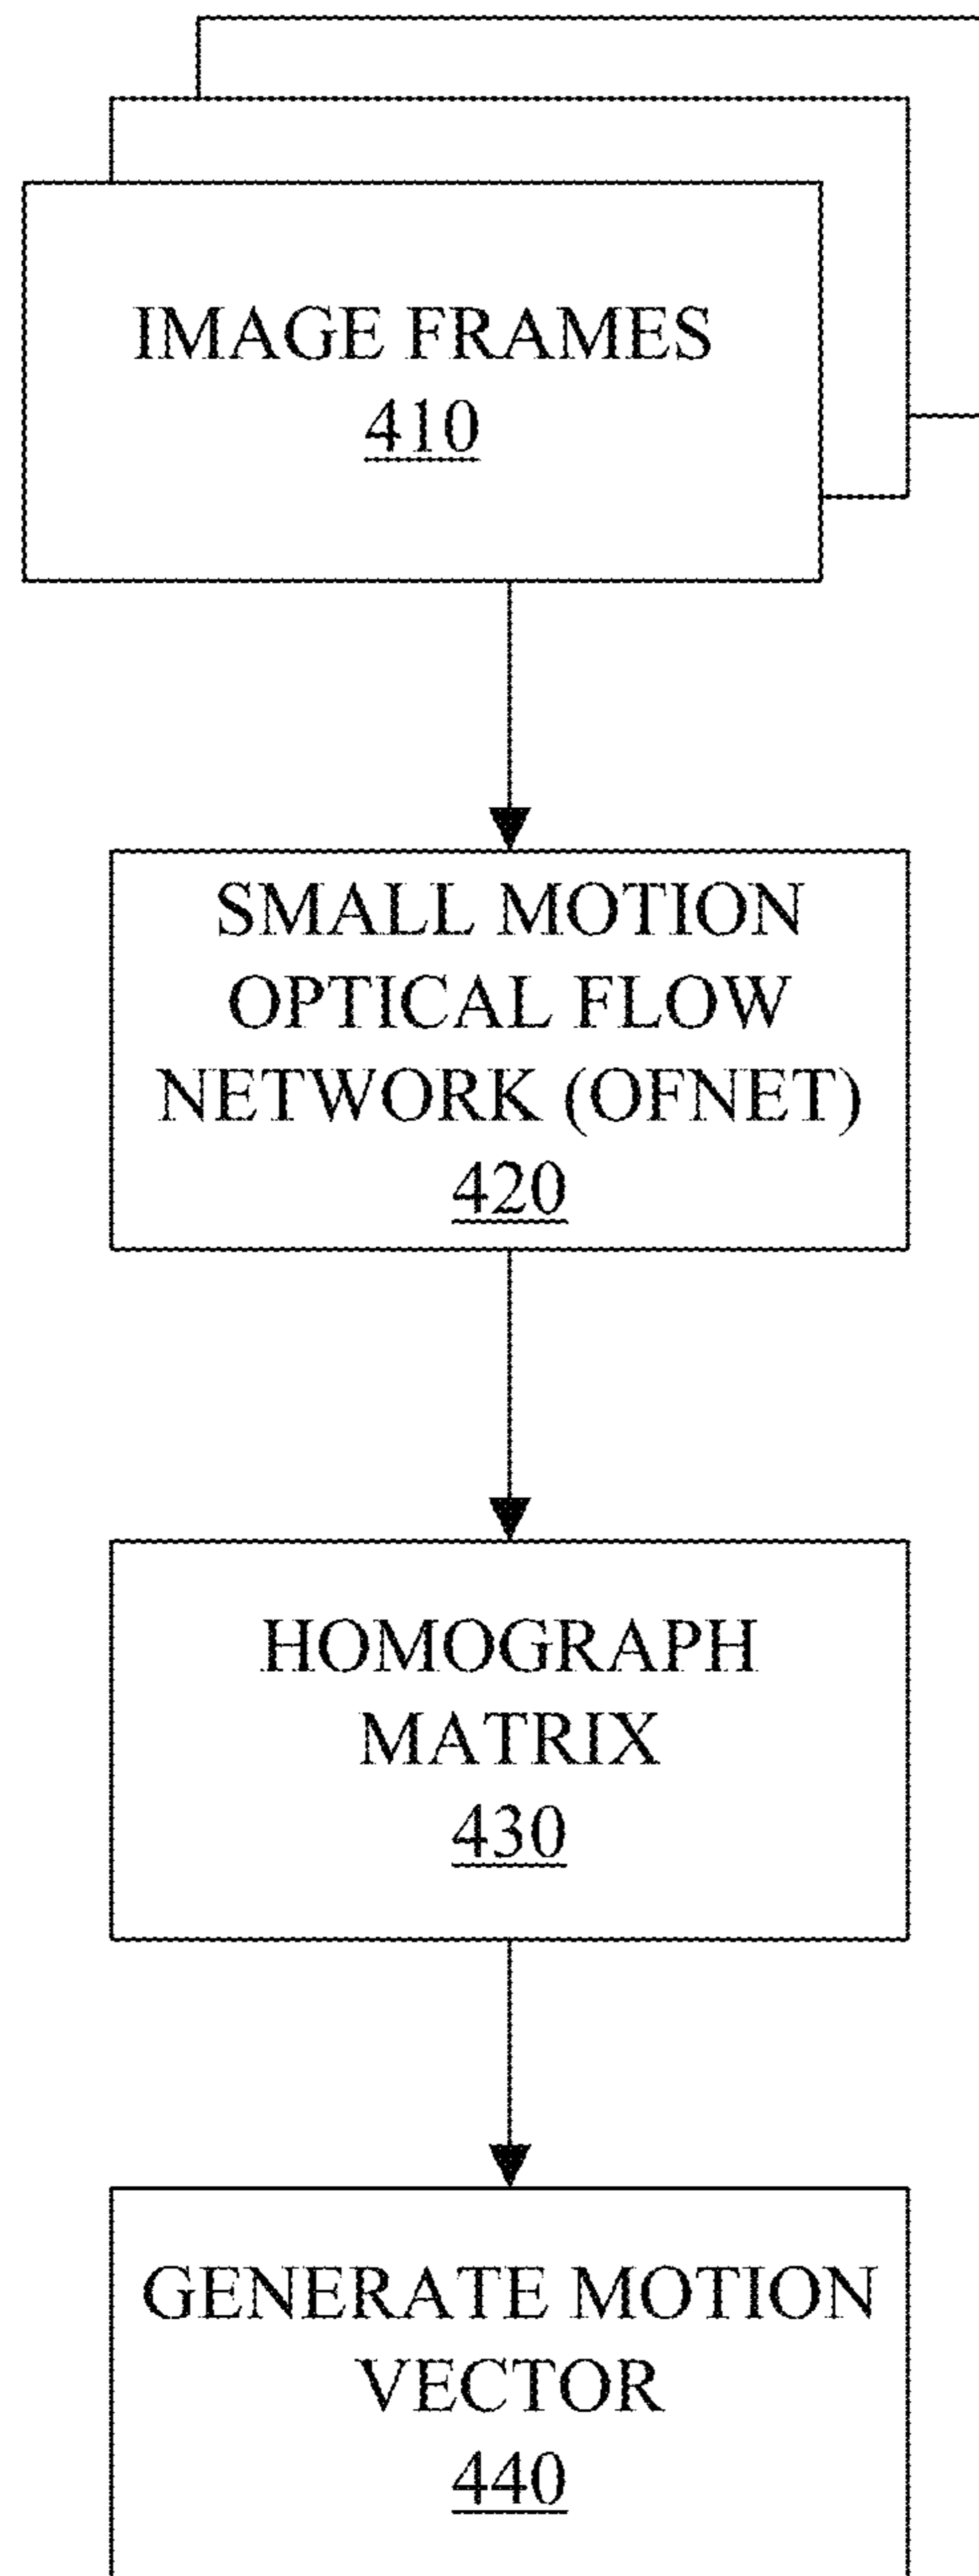 IMAGE FRAMES
410
SMALL MOTION
OPTICAL FLOW
NETWORK (OFNET)
420
HOMOGRAPH
MATRIX
430
GENERATE MOTION
VECTOR
440